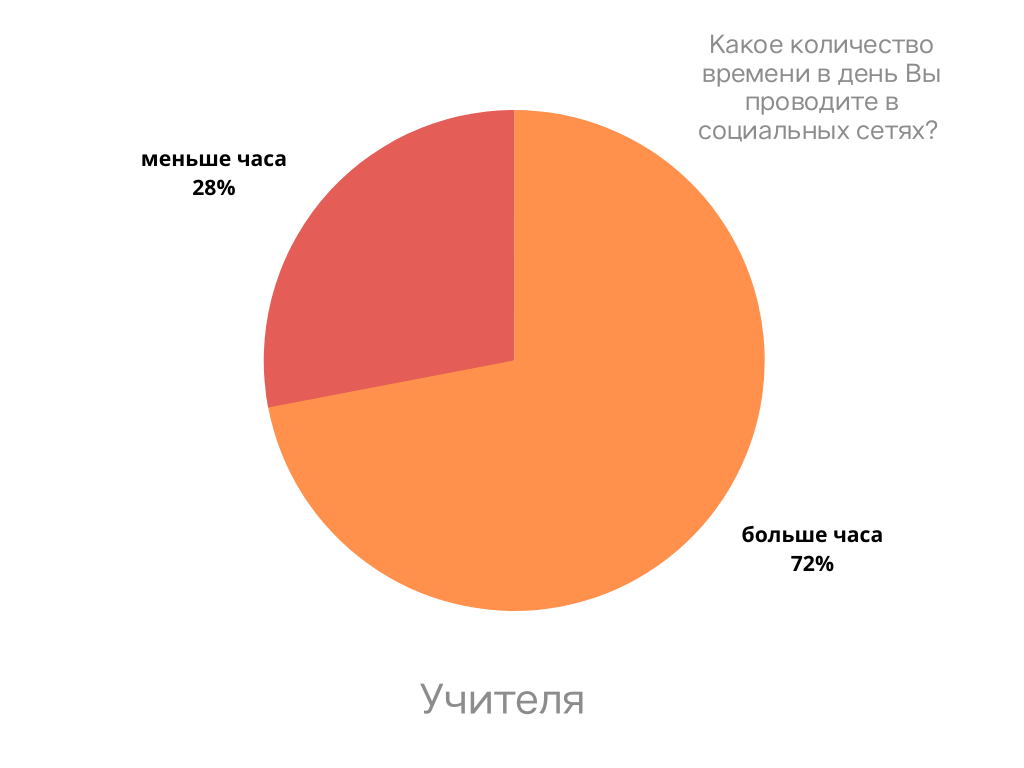 Какое количество
времени в день Вы
проводите в
социальных сетях?
меньше часа
28%
больше часа
72%
Учителя